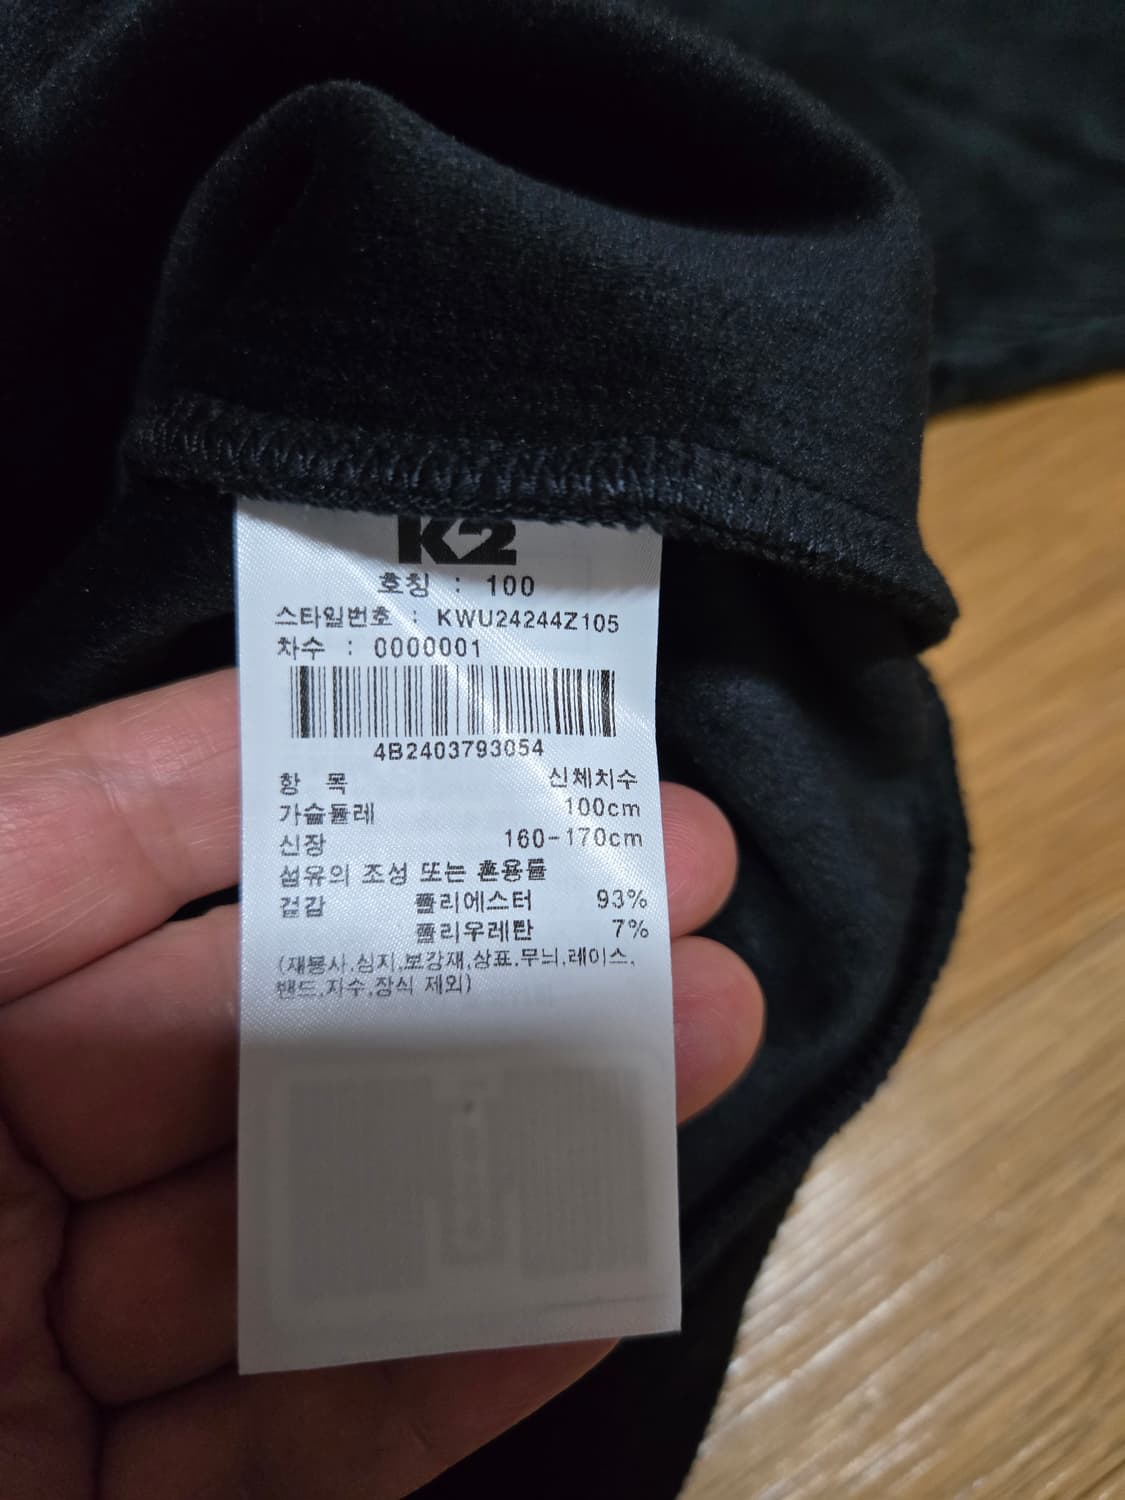 K2
호칭 : 100
스타일번호 : KWU24244Z105
차수 : 0000001
4B2403793054
항 목 신체치수
가슴둘레 100cm
신장 160-170cm
섬유의 조성 또는 혼용률
겉감 폴리에스터 93%
폴리우레탄 7%
(재봉사,심지,보강재,상표,무늬,레이스,
밴드,자수,장식 제외)